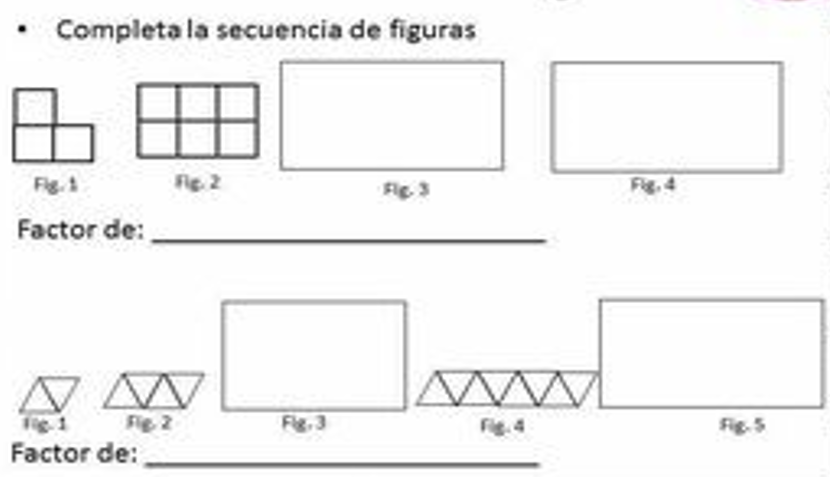 • Completa la secuencia de figuras
Fig. 1 Fig. 2 Fig. 3 Fig. 4
Factor de:
Fig. 1 Fig. 2 Fig. 3 Fig. 4 Fig. 5
Factor de: